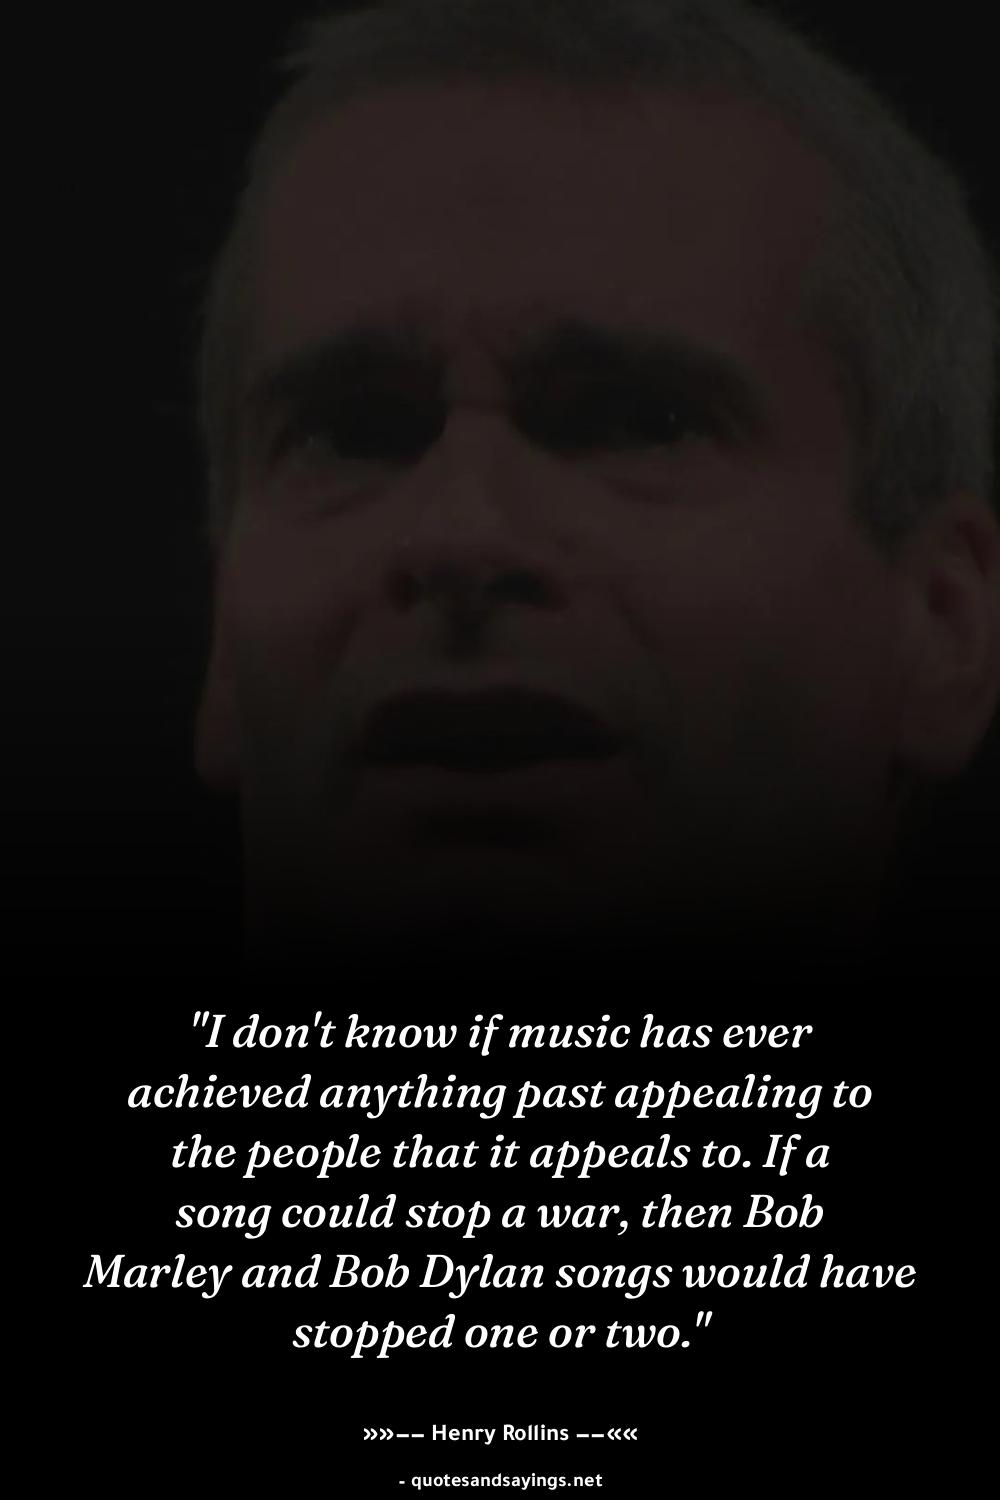 "I don't know if music has ever
achieved anything past appealing to
the people that it appeals to. If a
song could stop a war, then Bob
Marley and Bob Dylan songs would have
stopped one or two."
»»–– Henry Rollins ––««
- quotesandsayings.net